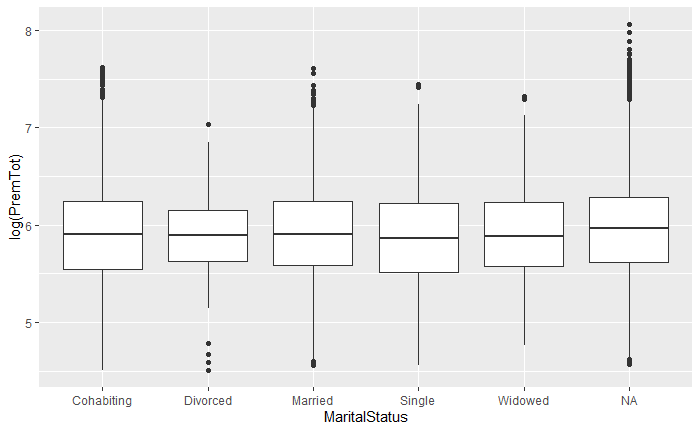 8
7
6
5
log(PremTot)
Cohabiting Divorced Married Single Widowed NA
MaritalStatus